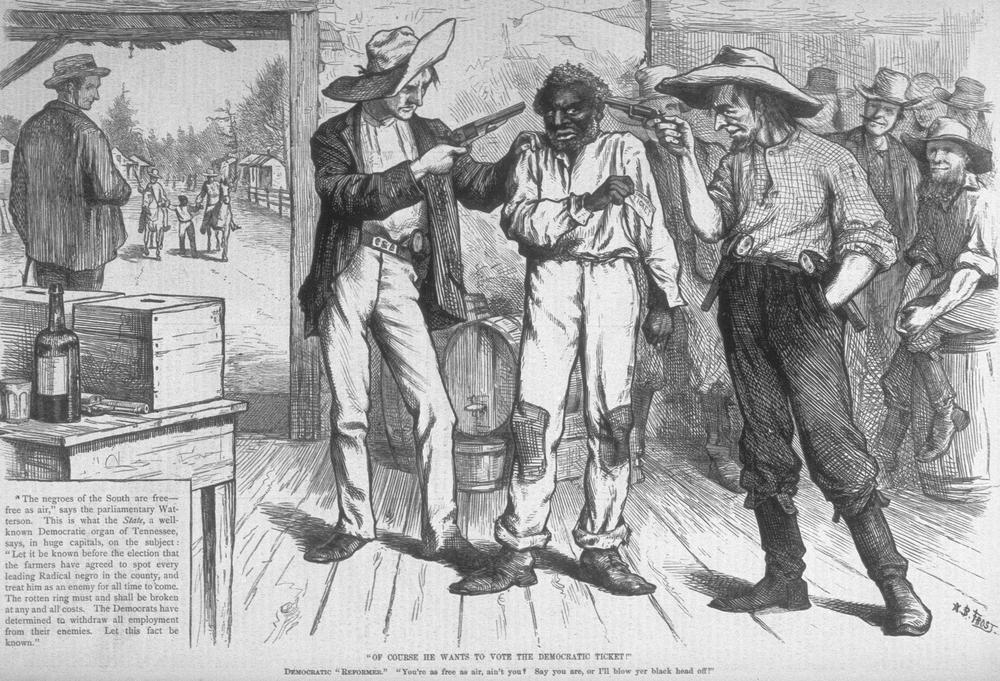 "The negroes of the South are free—
free as air," says the parliamentary Wat-
terson. This is what the State, a well-
known Democratic organ of Tennessee,
says, in huge capitals, on the subject:
"Let it be known before the election that
the farmers have agreed to spot every
leading Radical negro in the county, and
treat him as an enemy for all time to come.
The rotten ring must and shall be broken
at any and all costs. The Democrats have
determined to withdraw all employment
from their enemies. Let this fact be
known."
A. B. FROST.
"OF COURSE HE WANTS TO VOTE THE DEMOCRATIC TICKET!"
DEMOCRATIC "REFORMER." "You're as free as air, ain't you? Say you are, or I'll blow yer black head off!"